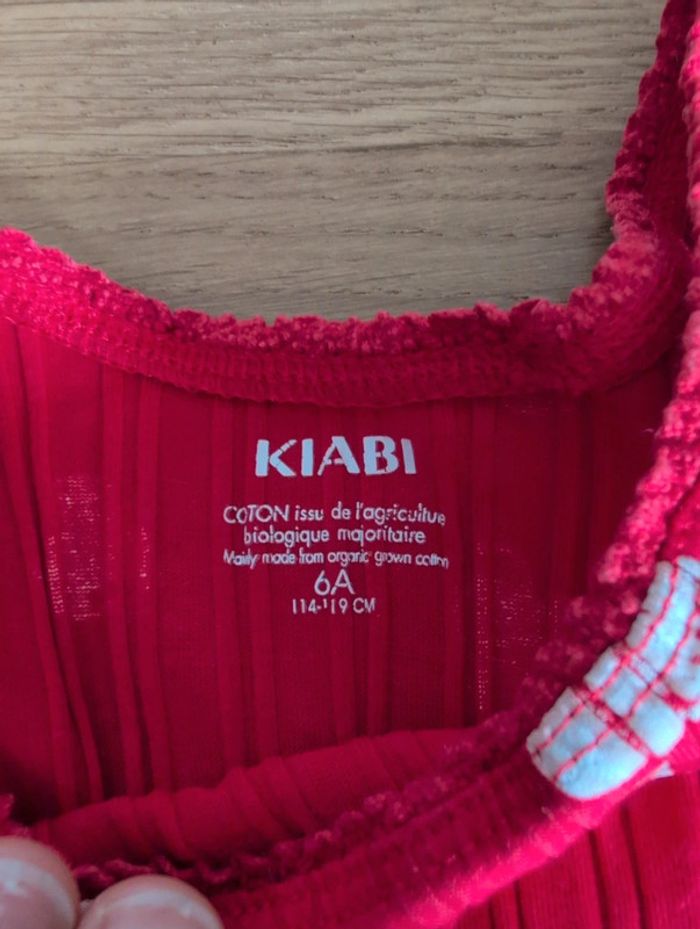 KIABI
COTON issu de l'agriculture
biologique majoritaire
Mainly made from organic grown cotton
6A
114-119 CM